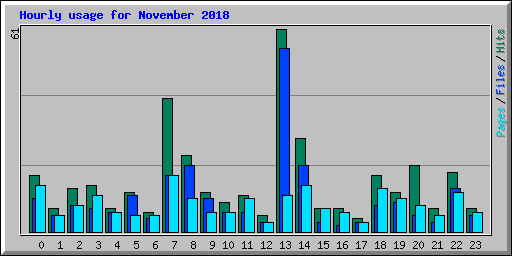 Hourly usage for November 2018
61
Pages / Files / Hits
0 1 2 3 4 5 6 7 8 9 10 11 12 13 14 15 16 17 18 19 20 21 22 23